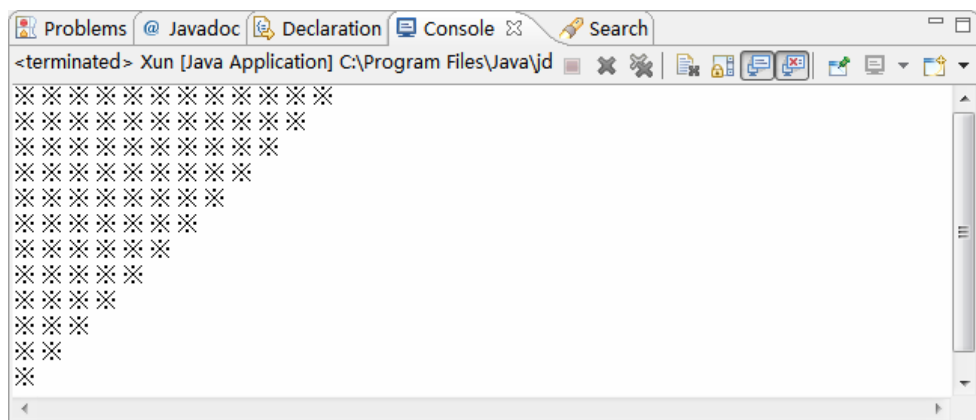 Problems @ Javadoc Declaration Console Search
<terminated> Xun [Java Application] C:\Program Files\Java\jd
※ ※ ※ ※ ※ ※ ※ ※ ※ ※ ※ ※
※ ※ ※ ※ ※ ※ ※ ※ ※ ※ ※
※ ※ ※ ※ ※ ※ ※ ※ ※ ※
※ ※ ※ ※ ※ ※ ※ ※ ※
※ ※ ※ ※ ※ ※ ※ ※
※ ※ ※ ※ ※ ※ ※
※ ※ ※ ※ ※ ※
※ ※ ※ ※ ※
※ ※ ※ ※
※ ※ ※
※ ※
※